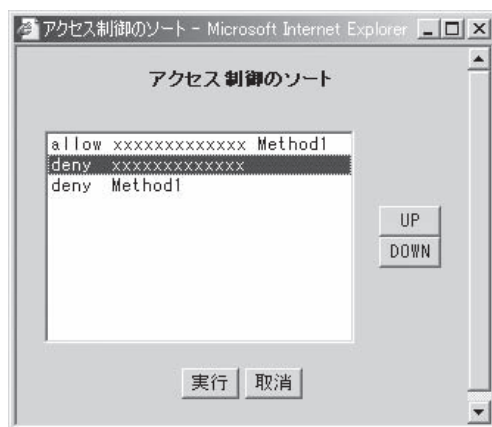 アクセス制御のソート - Microsoft Internet Explorer
アクセス制御のソート
allow xxxxxxxxxxxxx Method1
deny xxxxxxxxxxxxx
deny Method1
UP
DOWN
実行 取消